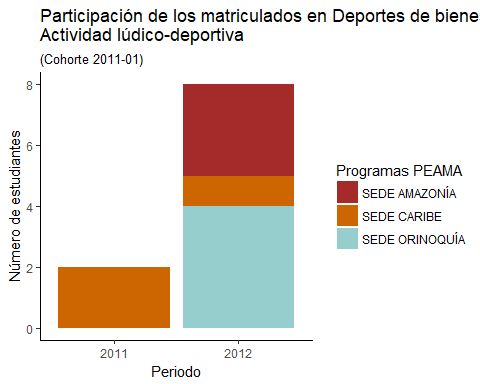 Participación de los matriculados en Deportes de biene
Actividad lúdico-deportiva
(Cohorte 2011-01)
Número de estudiantes
8
6
4
2
0
2011
2012
Periodo
Programas PEAMA
SEDE AMAZONÍA
SEDE CARIBE
SEDE ORINOQUÍA